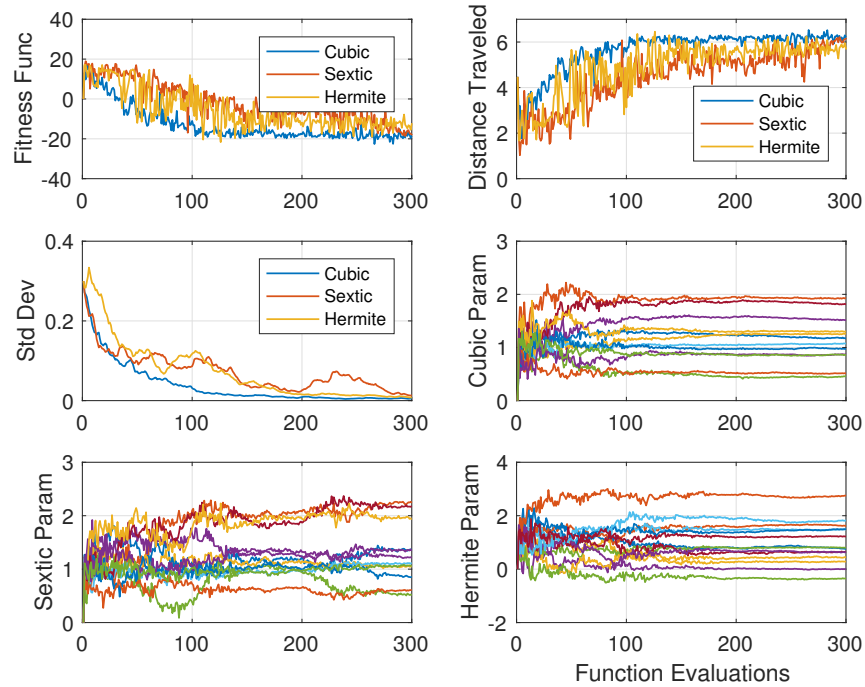 Fitness Func
40
20
0
-20
-40
0 100 200 300
Cubic
Sextic
Hermite
Distance Traveled
6
4
2
0
0 100 200 300
Cubic
Sextic
Hermite
Std Dev
0.4
0.2
0
0 100 200 300
Cubic
Sextic
Hermite
Cubic Param
3
2
1
0
0 100 200 300
Sextic Param
3
2
1
0
0 100 200 300
Hermite Param
4
2
0
-2
0 100 200 300
Function Evaluations